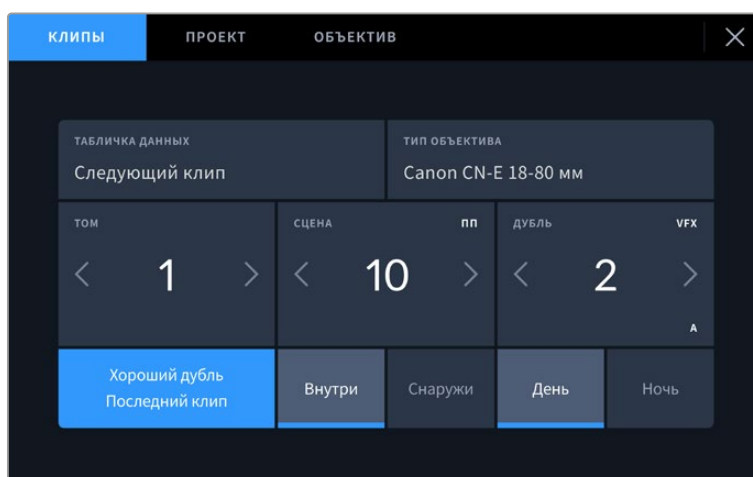 КЛИПЫ ПРОЕКТ ОБЪЕКТИВ
ТАБЛИЧКА ДАННЫХ ТИП ОБЪЕКТИВА
Следующий клип Canon CN-E 18-80 мм
ТОМ СЦЕНА ПП ДУБЛЬ VFX
1 10 2
A
Хороший дубль
Последний клип
Внутри Снаружи День Ночь